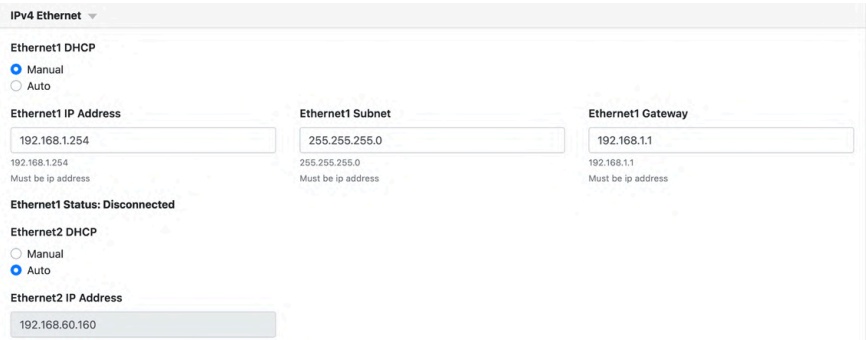 IPv4 Ethernet
Ethernet1 DHCP
Manual
Auto
Ethernet1 IP Address Ethernet1 Subnet Ethernet1 Gateway
192.168.1.254 255.255.255.0 192.168.1.1
192.168.1.254 255.255.255.0 192.168.1.1
Must be ip address Must be ip address Must be ip address
Ethernet1 Status: Disconnected
Ethernet2 DHCP
Manual
Auto
Ethernet2 IP Address
192.168.60.160